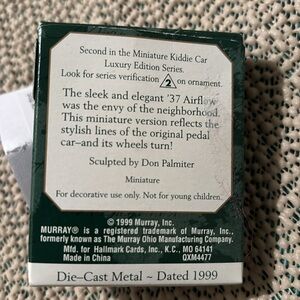 Second in the Miniature Kiddie Car
Luxury Edition Series.
Look for series verification 2 on ornament.
The sleek and elegant '37 Airflow
was the envy of the neighborhood.
This miniature version reflects the
stylish lines of the original pedal
car–and its wheels turn!
Sculpted by Don Palmiter
Miniature
For decorative use only. Not for young children.
© 1999 Murray, Inc.
MURRAY® is a registered trademark of Murray, Inc.,
formerly known as The Murray Ohio Manufacturing Company.
Mfd. for Hallmark Cards, Inc., K.C., MO 64141
Made in China QXM4477
Die–Cast Metal ~ Dated 1999